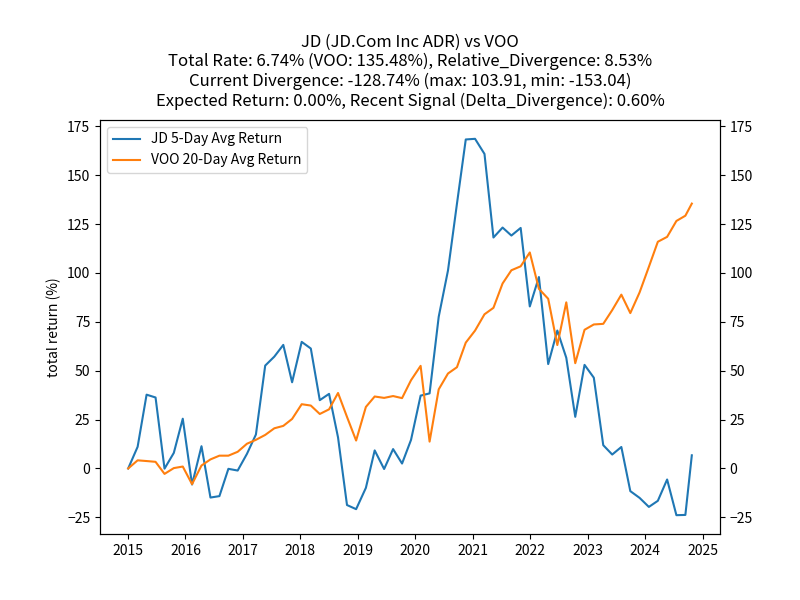 JD (JD.Com Inc ADR) vs VOO
Total Rate: 6.74% (VOO: 135.48%), Relative_Divergence: 8.53%
Current Divergence: -128.74% (max: 103.91, min: -153.04)
Expected Return: 0.00%, Recent Signal (Delta_Divergence): 0.60%
JD 5-Day Avg Return
VOO 20-Day Avg Return
total return (%)
175
150
125
100
75
50
25
0
−25
175
150
125
100
75
50
25
0
−25
2015 2016 2017 2018 2019 2020 2021 2022 2023 2024 2025